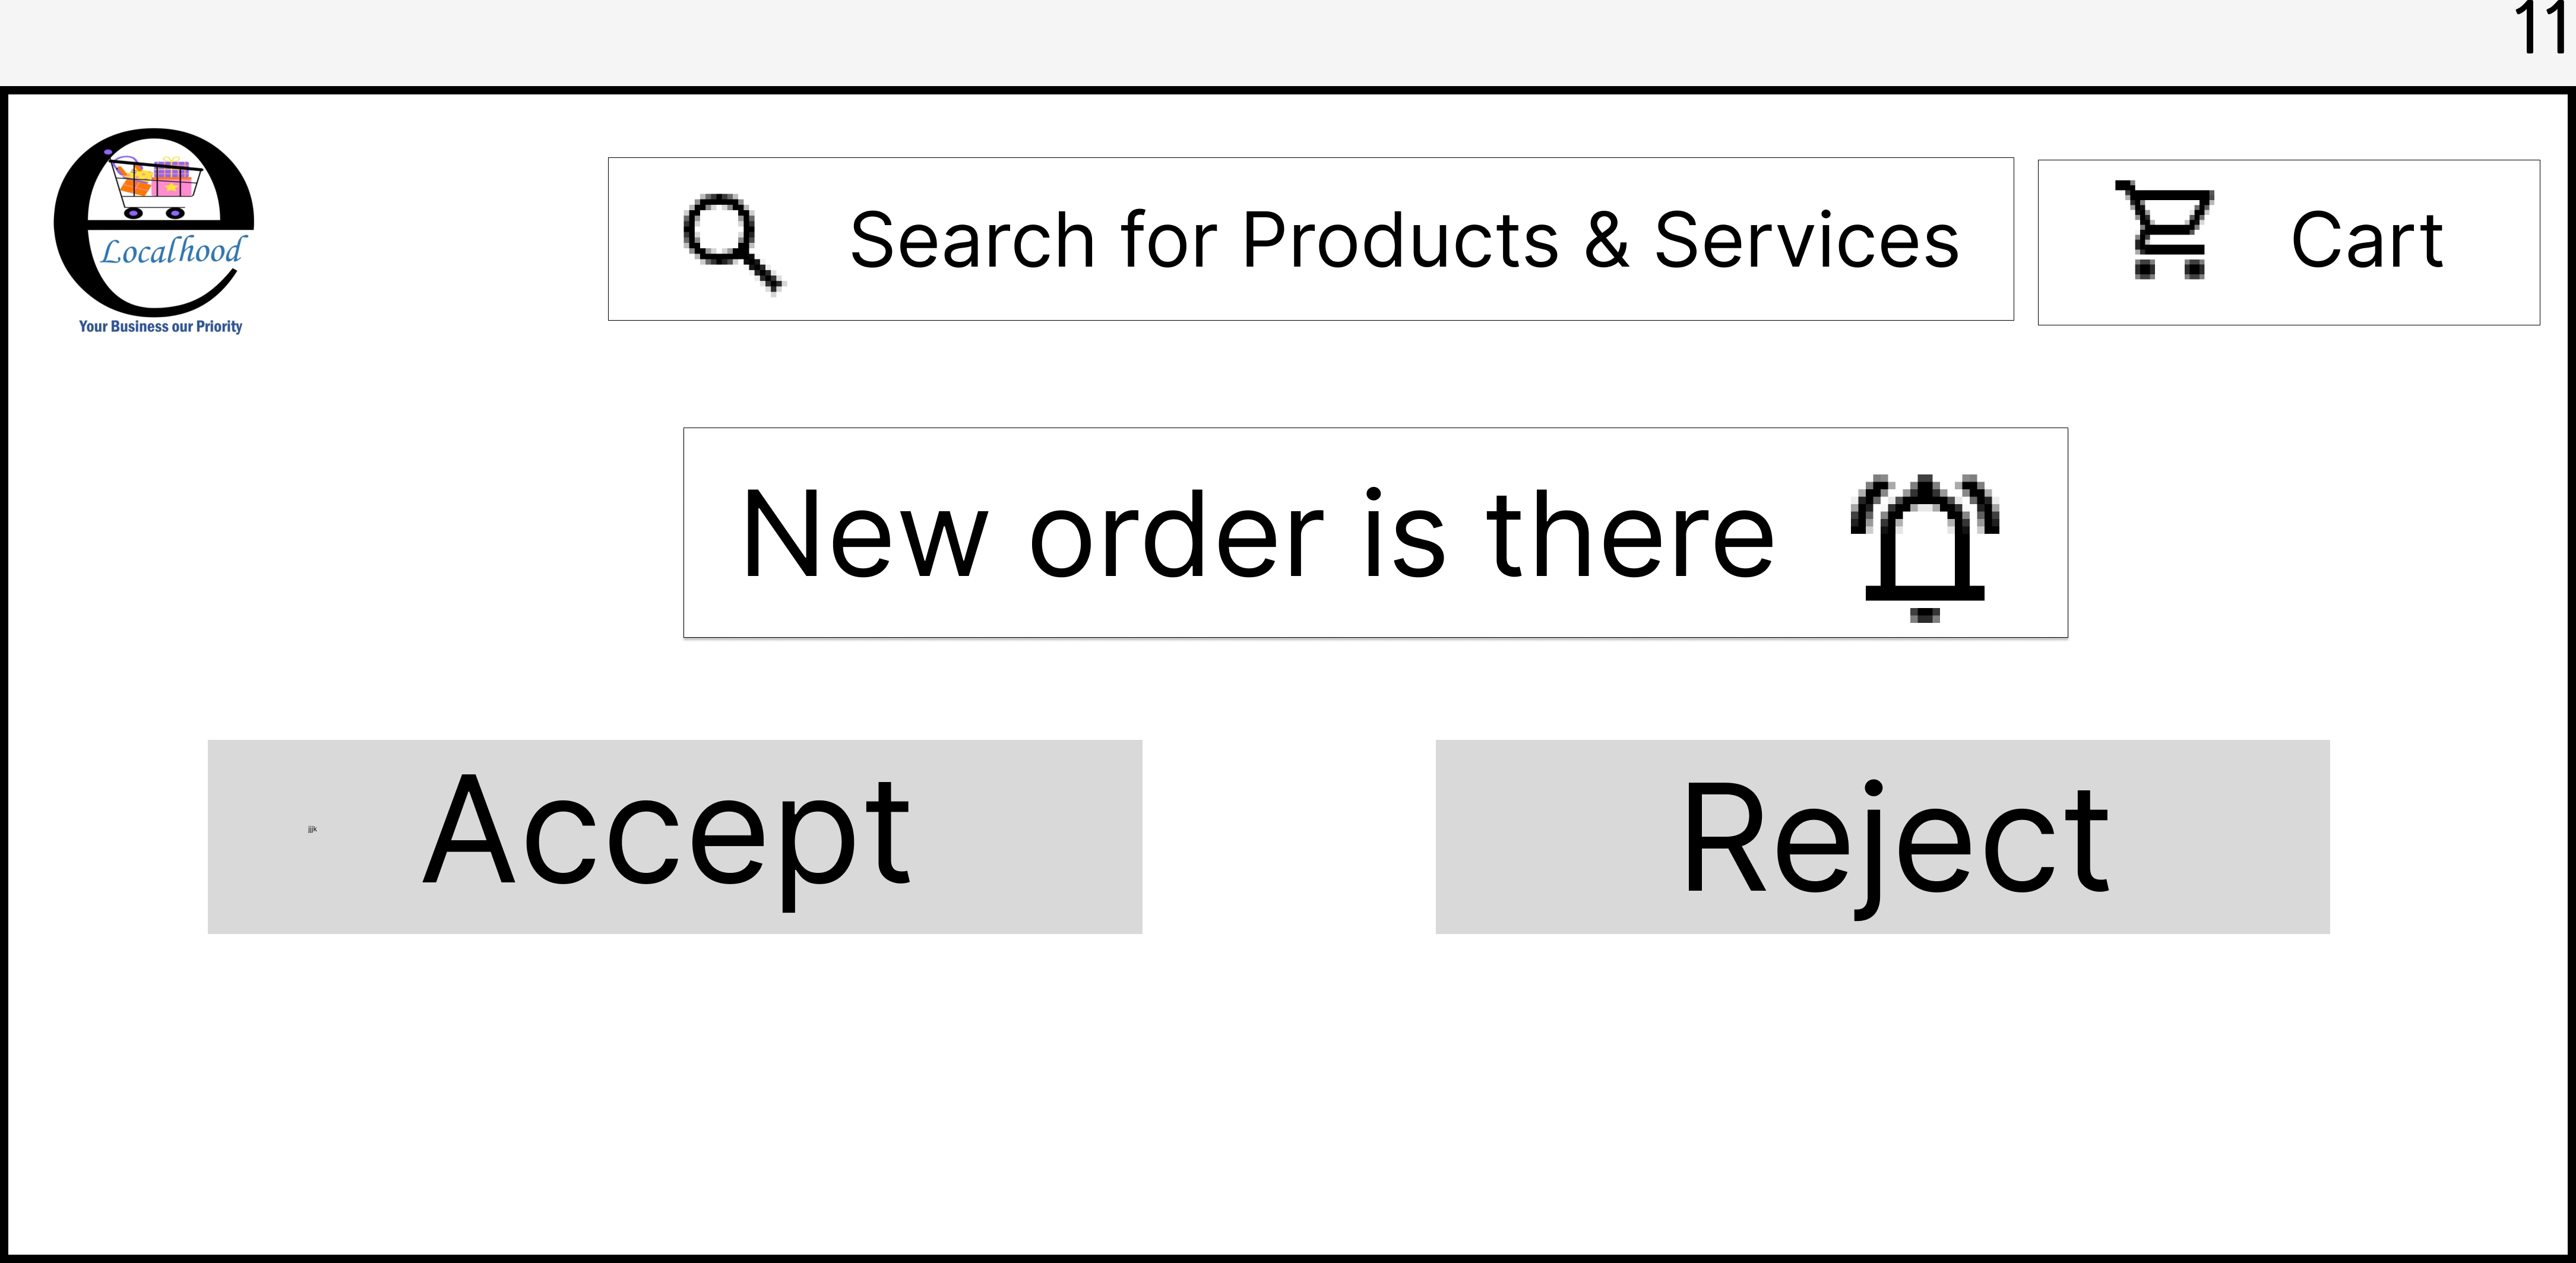 11
Localhood
Your Business our Priority
Search for Products & Services
Cart
New order is there
Accept
Reject